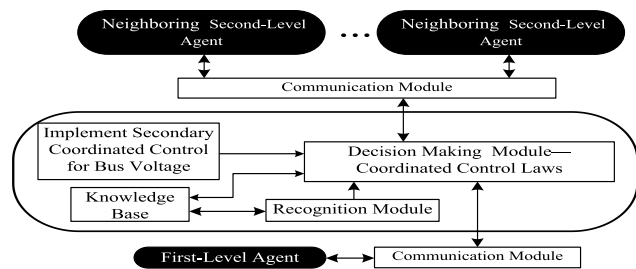 Neighboring Second-Level Agent
Neighboring Second-Level Agent
...
Communication Module
Implement Secondary
Coordinated Control
for Bus Voltage
Decision Making Module—
Coordinated Control Laws
Knowledge
Base
Recognition Module
First-Level Agent
Communication Module